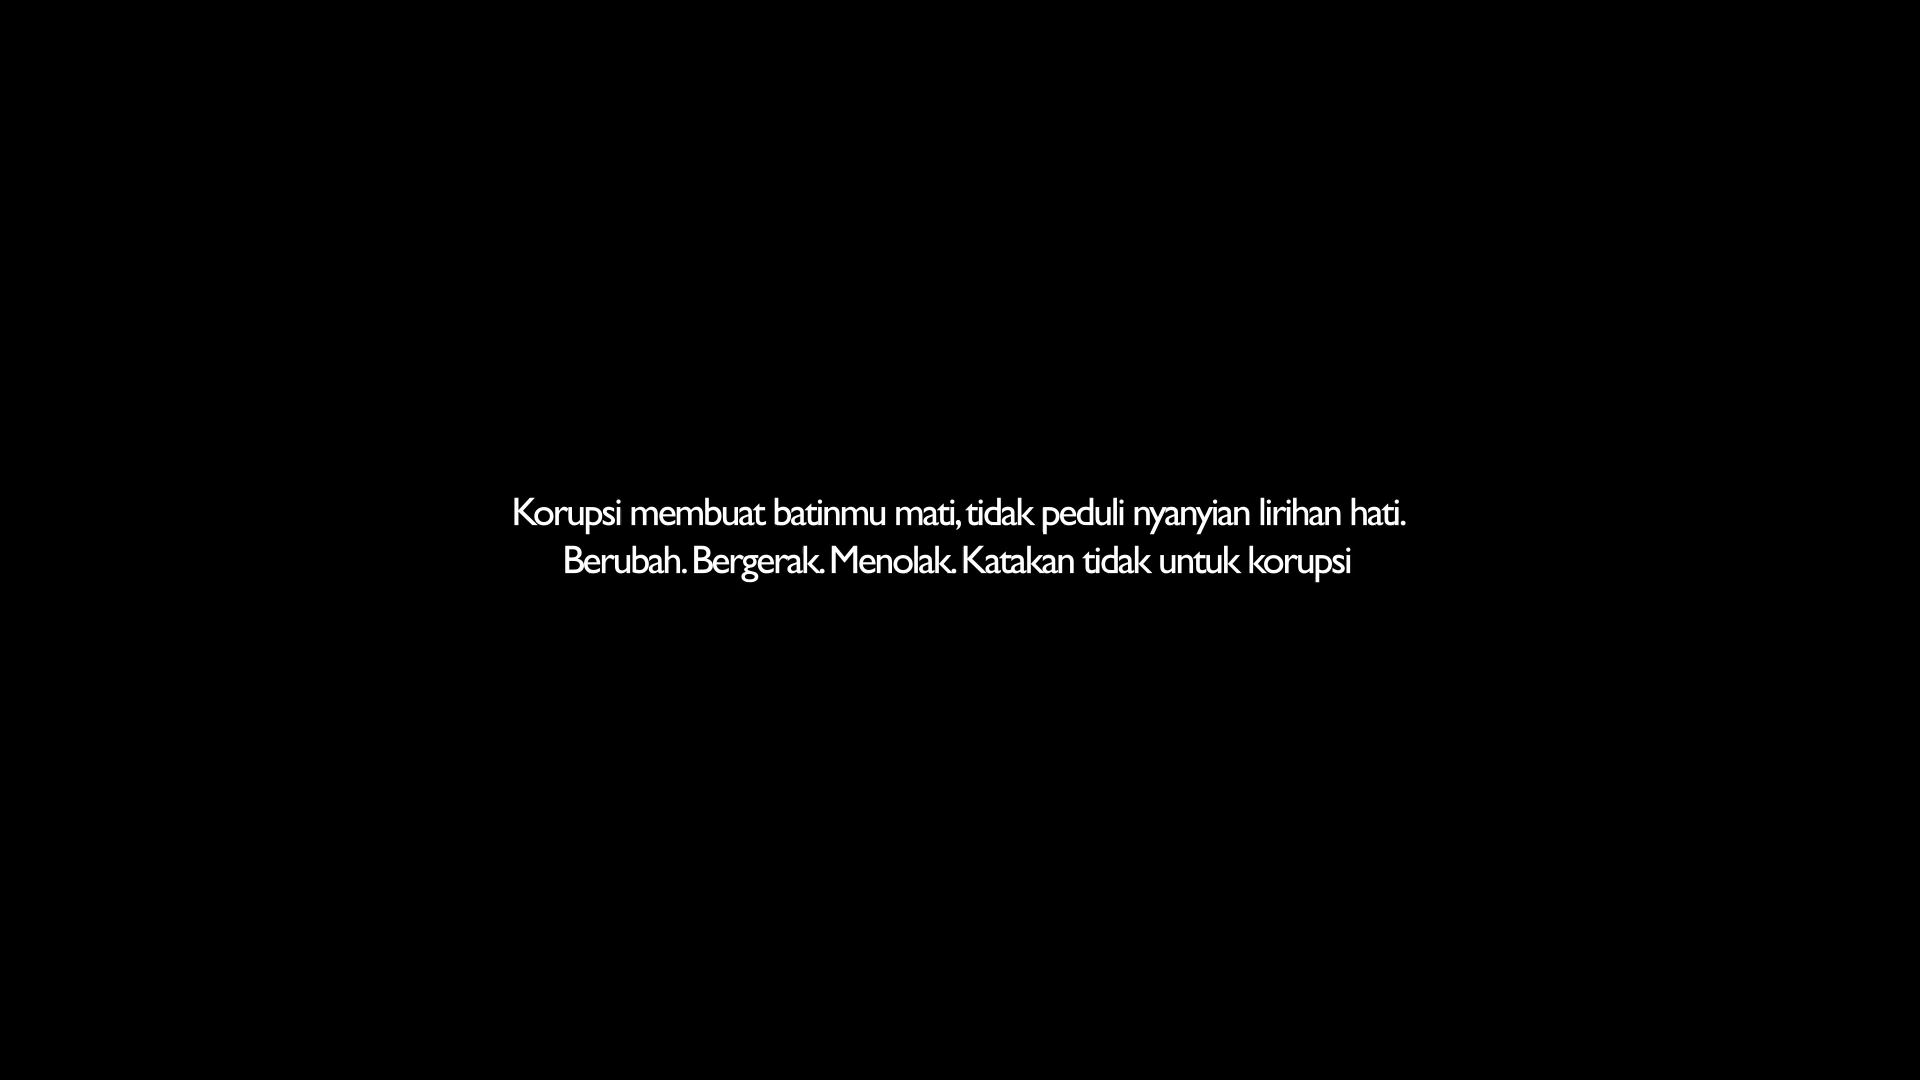 Korupsi membuat batinmu mati, tidak peduli nyanyian lirihan hati.
Berubah. Bergerak. Menolak. Katakan tidak untuk korupsi